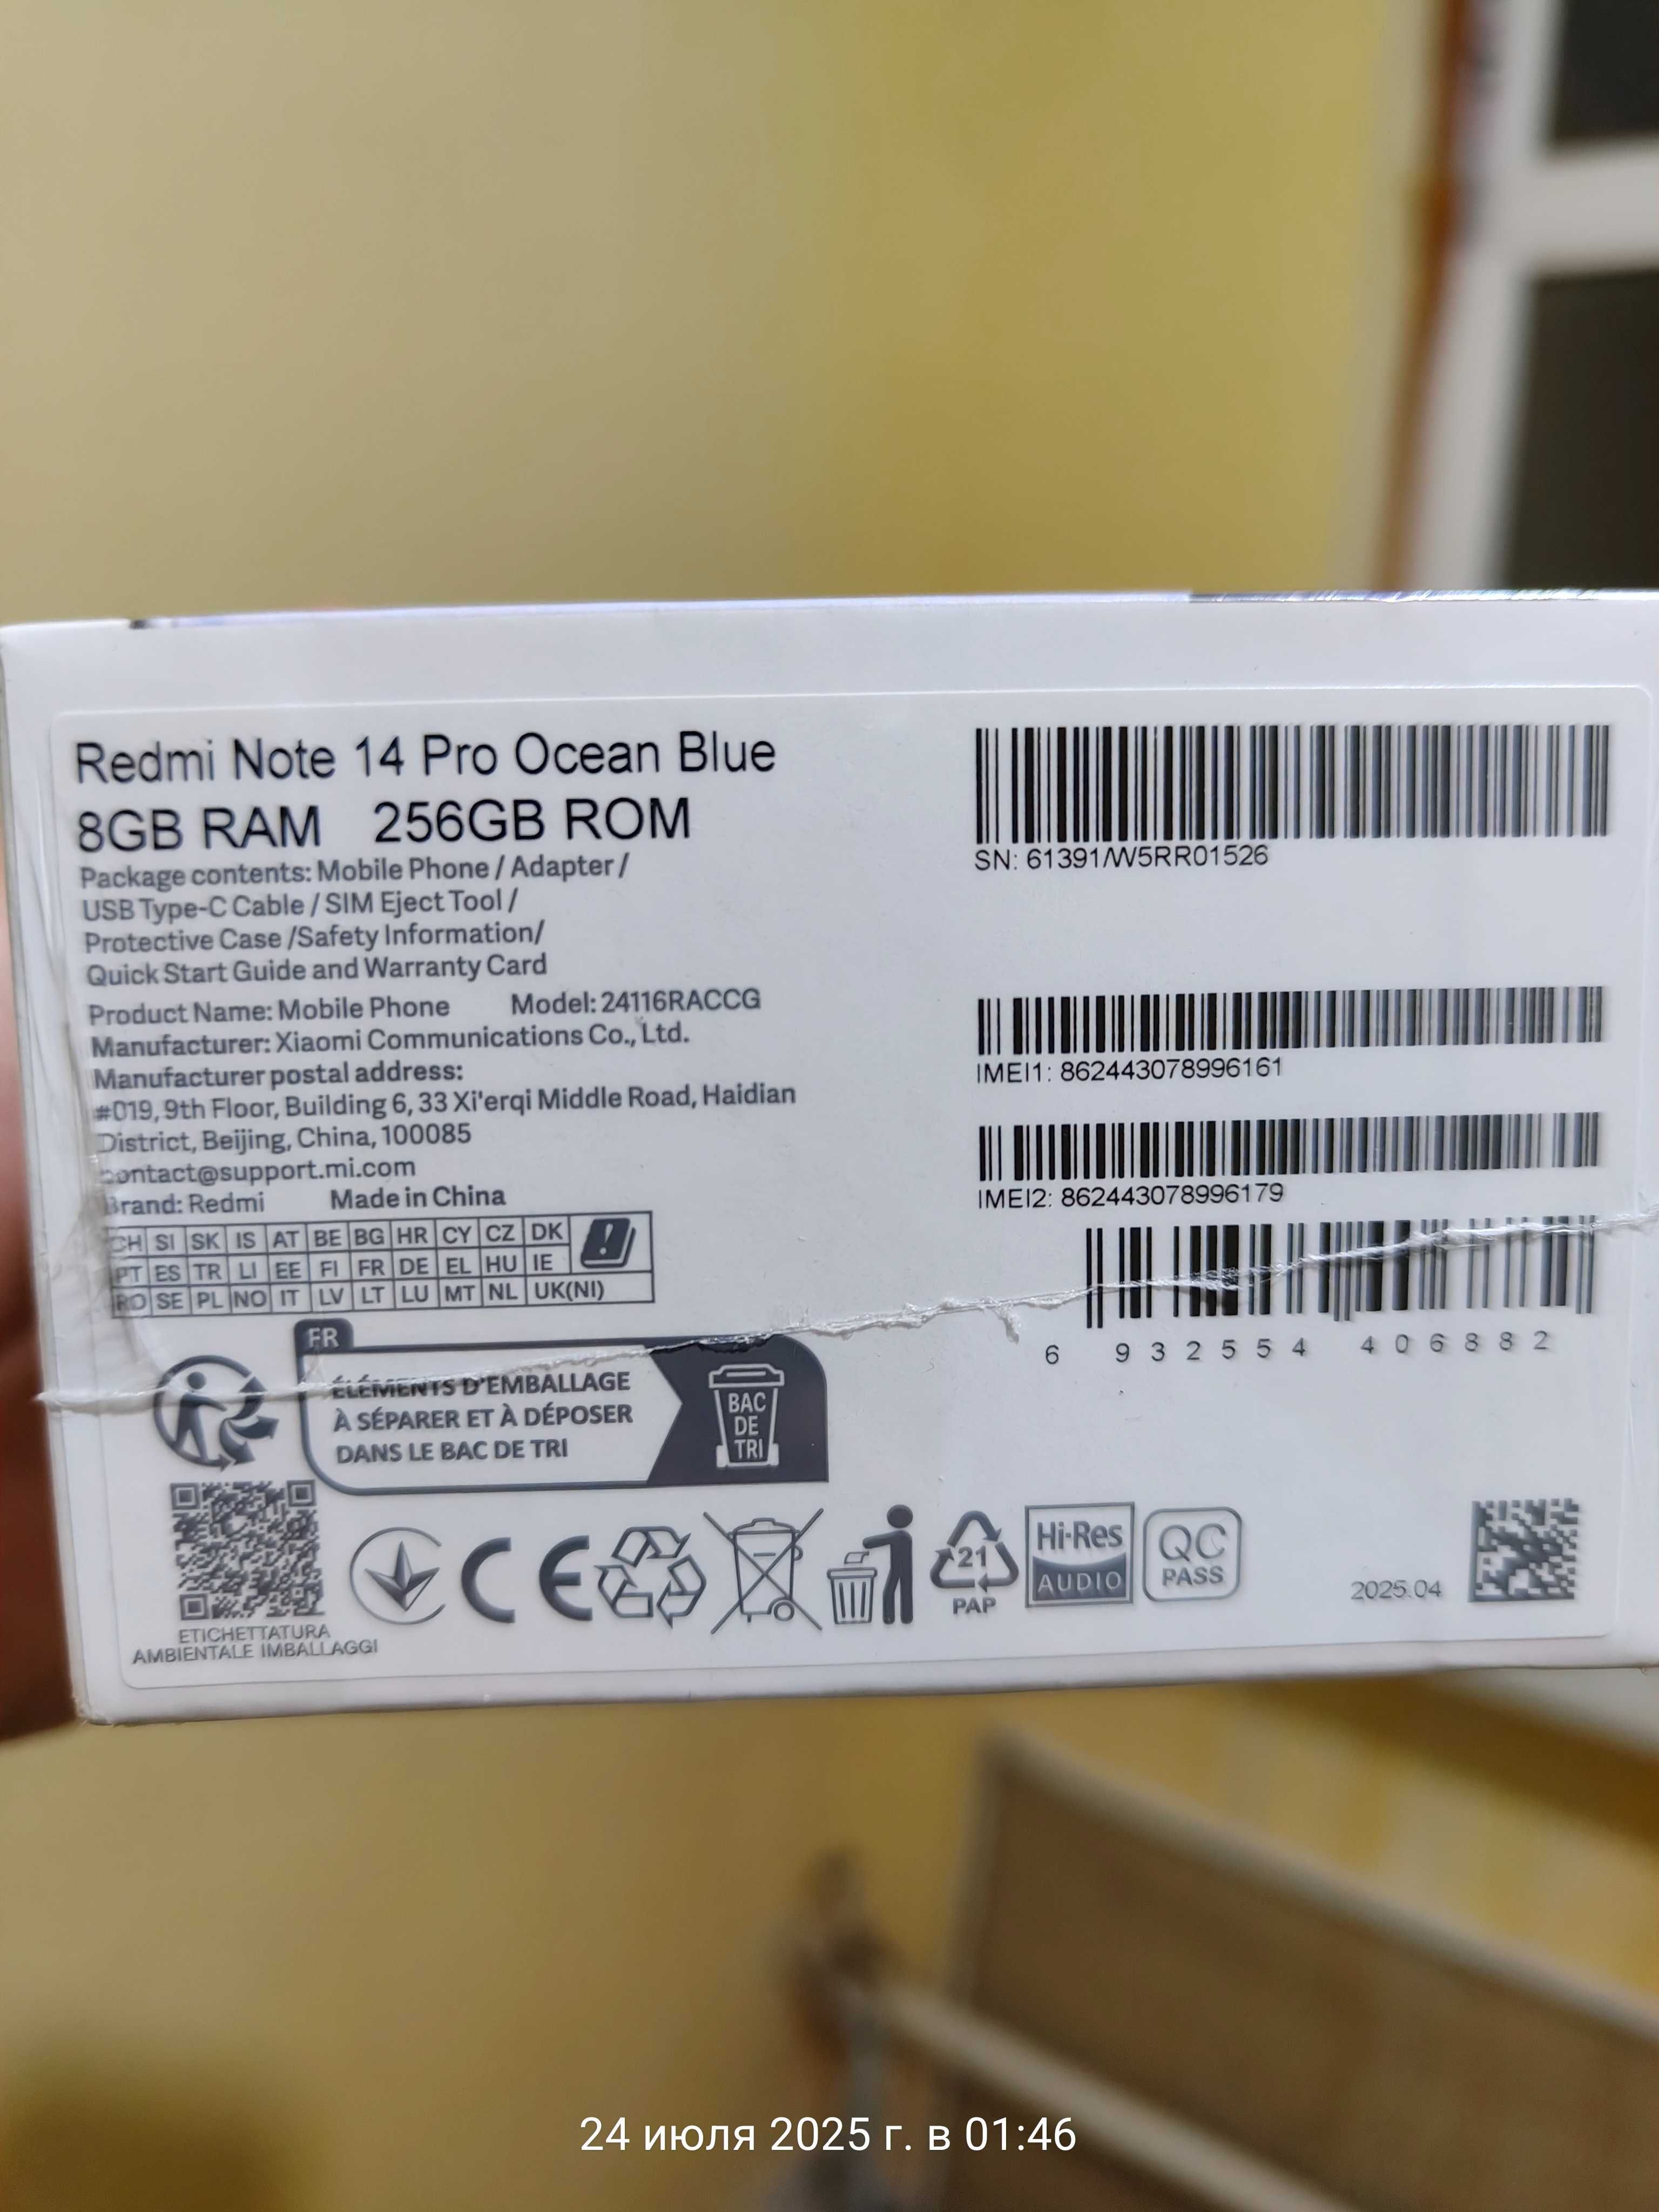 Redmi Note 14 Pro Ocean Blue
8GB RAM 256GB ROM
Package contents: Mobile Phone / Adapter /
USB Type-C Cable / SIM Eject Tool /
Protective Case /Safety Information/
Quick Start Guide and Warranty Card
Product Name: Mobile Phone Model: 24116RACCG
Manufacturer: Xiaomi Communications Co., Ltd.
Manufacturer postal address:
#019, 9th Floor, Building 6, 33 Xi'erqi Middle Road, Haidian
District, Beijing, China, 100085
contact@support.mi.com
Brand: Redmi Made in China
CH SI SK IS AT BE BG HR CY CZ DK
PT ES TR LI EE FI FR DE EL HU IE
RO SE PL NO IT LV LT LU MT NL UK(NI)
FR
ÉLÉMENTS D'EMBALLAGE
À SÉPARER ET À DÉPOSER
DANS LE BAC DE TRI
BAC
DE
TRI
ETICHETTATURA
AMBIENTALE IMBALLAGGI
CE
21
PAP
Hi-Res
AUDIO
QC
PASS
SN: 61391/W5RR01526
IMEI1: 862443078996161
IMEI2: 862443078996179
6 932554 406882
2025.04
24 июля 2025 г. в 01:46